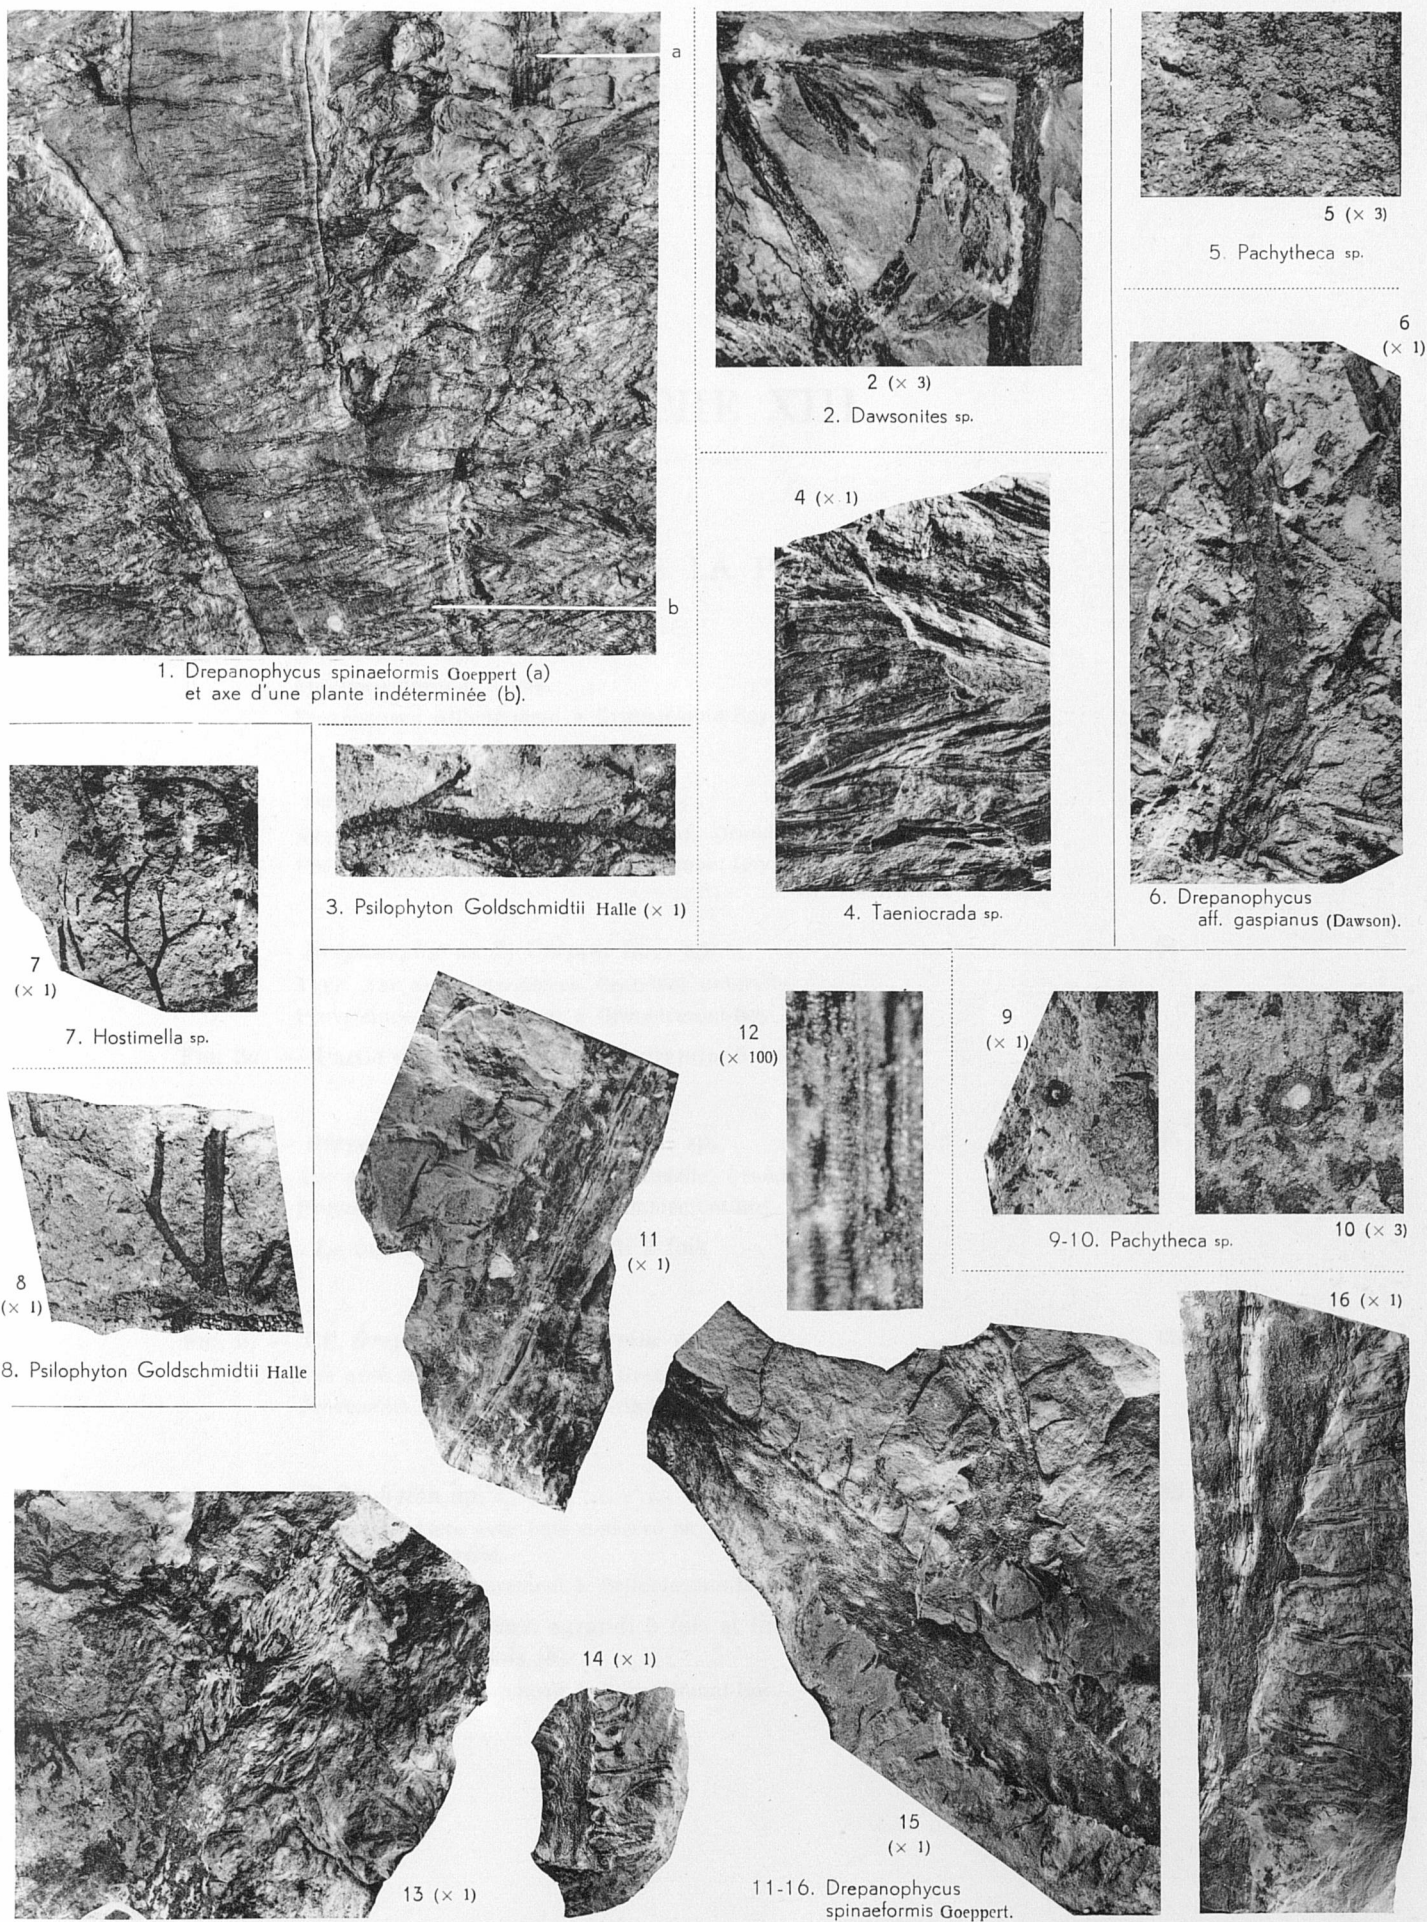 a
b
1. Drepanophycus spinaeformis Goeppert (a)
et axe d'une plante indéterminée (b).
2 (× 3)
2. Dawsonites sp.
5 (× 3)
5. Pachytheca sp.
6
(× 1)
6. Drepanophycus
aff. gaspianus (Dawson).
4 (× 1)
4. Taeniocrada sp.
3. Psilophyton Goldschmidtii Halle (× 1)
7
(× 1)
7. Hostimella sp.
8
(× 1)
8. Psilophyton Goldschmidtii Halle
11
(× 1)
12
(× 100)
9
(× 1)
9-10. Pachytheca sp.
10 (× 3)
16 (× 1)
13 (× 1)
14 (× 1)
15
(× 1)
11-16. Drepanophycus
spinaeformis Goeppert.